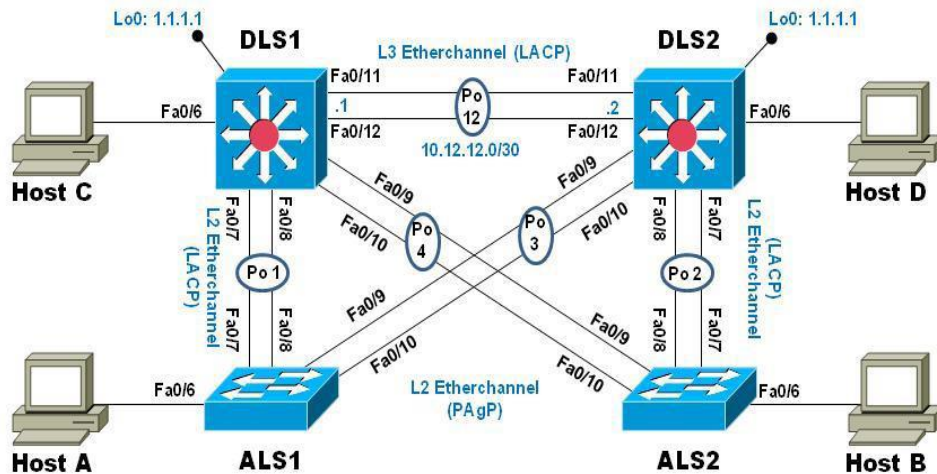 Lo0: 1.1.1.1
Lo0: 1.1.1.1
DLS1
DLS2
L3 Etherchannel (LACP)
Fa0/11
Fa0/11
Fa0/6
.1
Po
12
.2
Fa0/6
Fa0/12
Fa0/12
10.12.12.0/30
Host C
Host D
Fa0/9
Fa0/9
Fa0/10
Fa0/10
Fa0/7
Fa0/8
Fa0/8
Fa0/7
L2 Etherchannel
(LACP)
Po 1
Po
4
Po
3
Po 2
L2 Etherchannel
(LACP)
Fa0/7
Fa0/8
Fa0/9
Fa0/10
Fa0/9
Fa0/10
Fa0/8
Fa0/7
Fa0/6
L2 Etherchannel
(PAgP)
Fa0/6
Host A
ALS1
ALS2
Host B